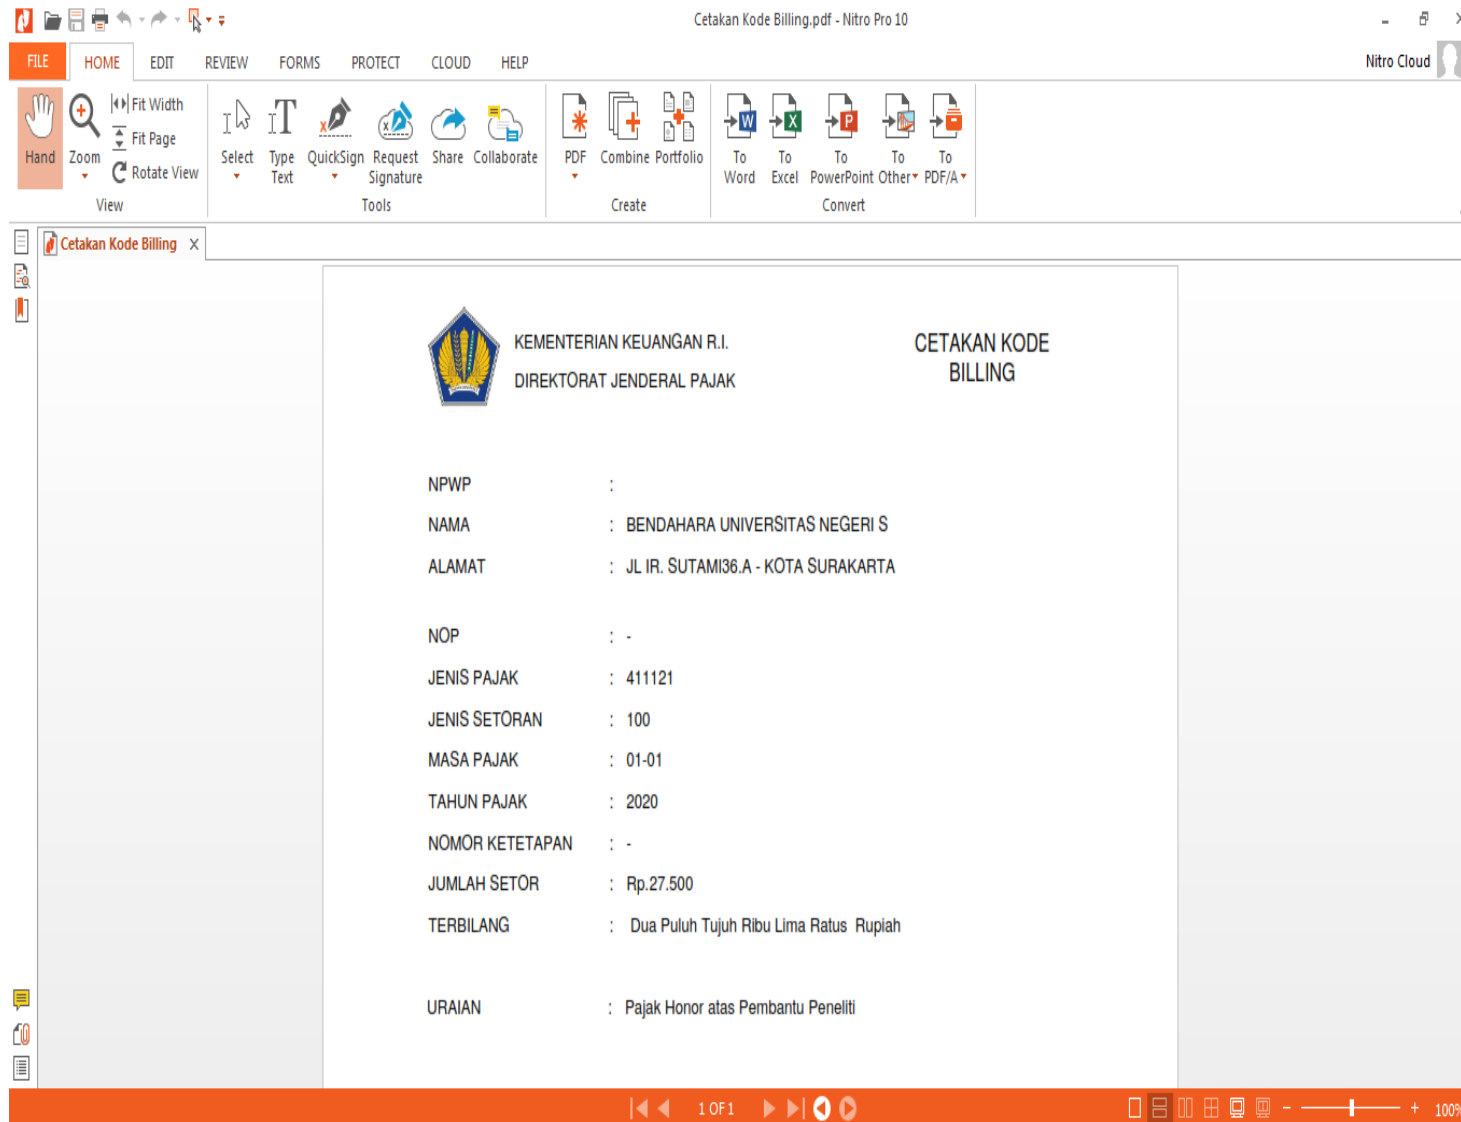 Cetakan Kode Billing.pdf - Nitro Pro 10
FILE HOME EDIT REVIEW FORMS PROTECT CLOUD HELP
Nitro Cloud
Hand
Zoom
Fit Width
Fit Page
Rotate View
View
Select
Type Text
QuickSign
Request Signature
Share
Collaborate
Tools
PDF
Combine
Portfolio
Create
To Word
To Excel
To PowerPoint
To Other
To PDF/A
Convert
Cetakan Kode Billing X
KEMENTERIAN KEUANGAN R.I.
DIREKTORAT JENDERAL PAJAK
CETAKAN KODE
BILLING
NPWP :
NAMA : BENDAHARA UNIVERSITAS NEGERI S
ALAMAT : JL IR. SUTAMI36.A - KOTA SURAKARTA
NOP : -
JENIS PAJAK : 411121
JENIS SETORAN : 100
MASA PAJAK : 01-01
TAHUN PAJAK : 2020
NOMOR KETETAPAN : -
JUMLAH SETOR : Rp.27.500
TERBILANG : Dua Puluh Tujuh Ribu Lima Ratus Rupiah
URAIAN : Pajak Honor atas Pembantu Peneliti
1 OF 1
100%